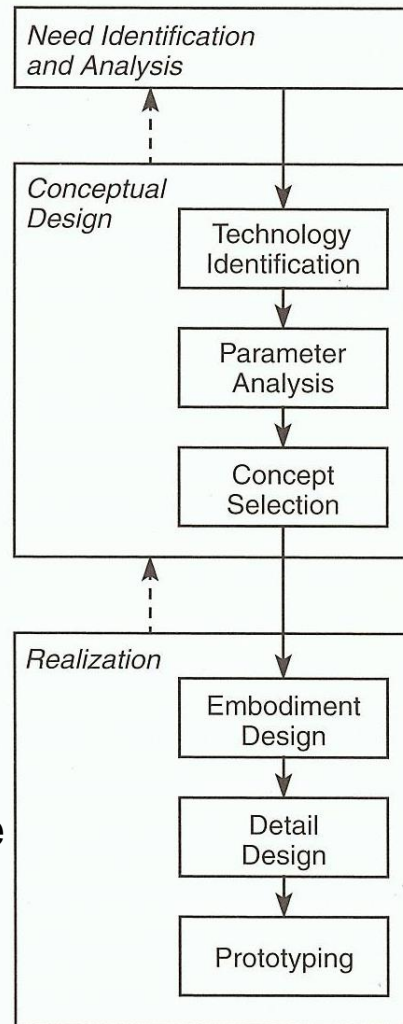 Need Identification
and Analysis
Conceptual
Design
Technology
Identification
Parameter
Analysis
Concept
Selection
Realization
Embodiment
Design
e
Detail
Design
Prototyping